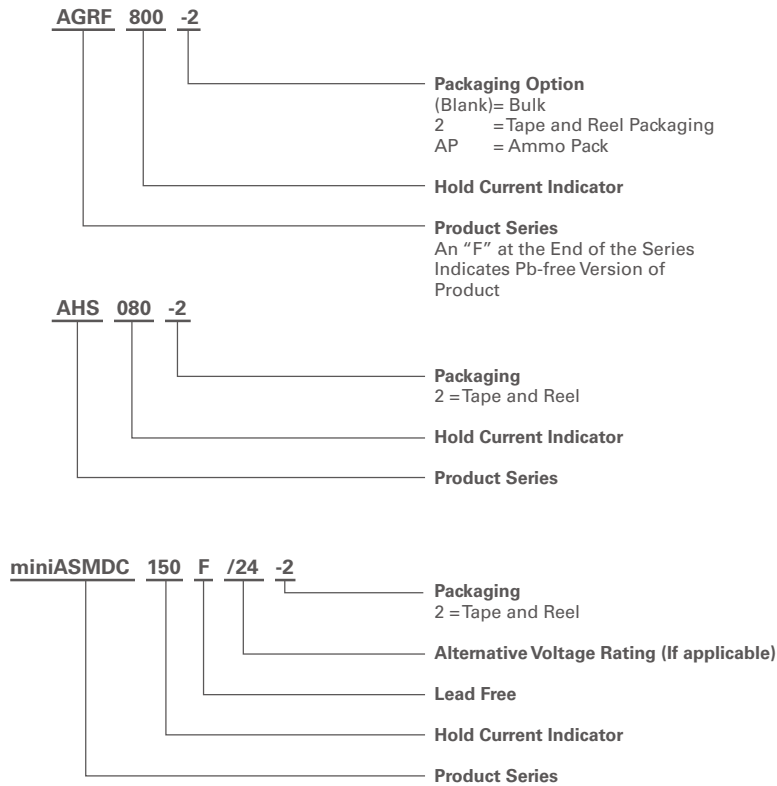 AGRF 800 -2
Packaging Option
(Blank)= Bulk
2 =Tape and Reel Packaging
AP = Ammo Pack
Hold Current Indicator
Product Series
An “F” at the End of the Series
Indicates Pb-free Version of
Product
AHS 080 -2
Packaging
2 =Tape and Reel
Hold Current Indicator
Product Series
miniASMDC 150 F /24 -2
Packaging
2 =Tape and Reel
Alternative Voltage Rating (If applicable)
Lead Free
Hold Current Indicator
Product Series